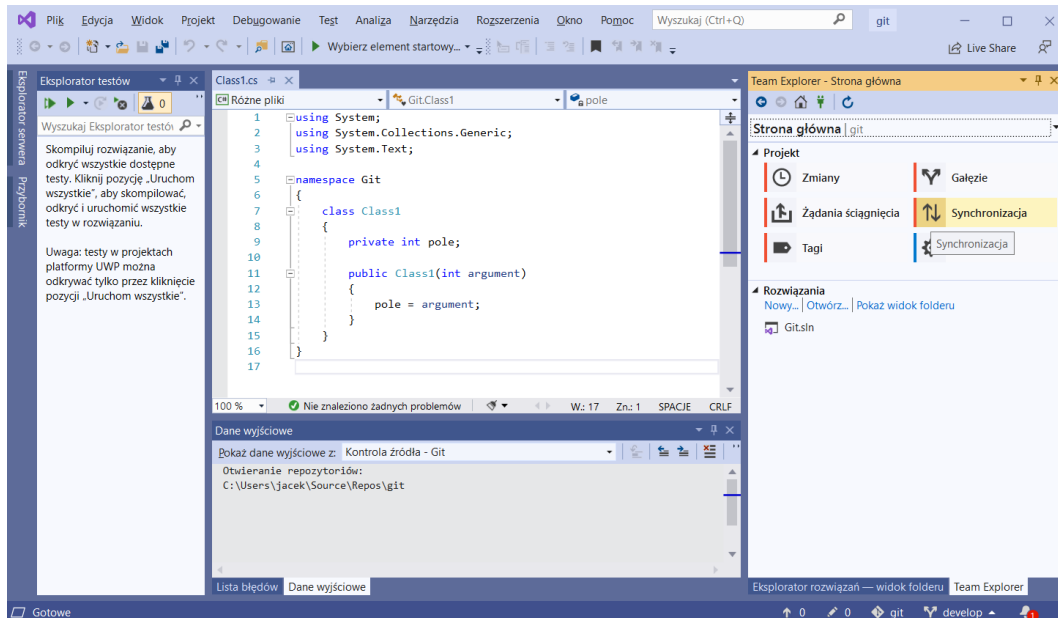 Plik Edycja Widok Projekt Debugowanie Test Analiza Narzędzia Rozszerzenia Okno Pomoc Wyszukaj (Ctrl+Q) git
Wybierz element startowy... Live Share
Eksplorator serwera
Przybornik
Eksplorator testów
0
Wyszukaj Eksplorator testó
Skompiluj rozwiązanie, aby
odkryć wszystkie dostępne
testy. Kliknij pozycję „Uruchom
wszystkie”, aby skompilować,
odkryć i uruchomić wszystkie
testy w rozwiązaniu.
Uwaga: testy w projektach
platformy UWP można
odkrywać tylko przez kliknięcie
pozycji „Uruchom wszystkie”.
Class1.cs
C# Różne pliki Git.Class1 pole
1 using System;
2 using System.Collections.Generic;
3 using System.Text;
4
5 namespace Git
6 {
7 class Class1
8 {
9 private int pole;
10
11 public Class1(int argument)
12 {
13 pole = argument;
14 }
15 }
16 }
17
100 % Nie znaleziono żadnych problemów W.: 17 Zn.: 1 SPACJE CRLF
Dane wyjściowe
Pokaż dane wyjściowe z: Kontrola źródła - Git
Otwieranie repozytoriów:
C:\Users\jacek\Source\Repos\git
Lista błędów Dane wyjściowe
Team Explorer - Strona główna
Strona główna | git
Projekt
Zmiany Gałęzie
Żądania ściągnięcia Synchronizacja
Tagi Synchronizacja
Rozwiązania
Nowy... | Otwórz... | Pokaż widok folderu
Git.sln
Eksplorator rozwiązań — widok folderu Team Explorer
Gotowe 0 0 git develop 1